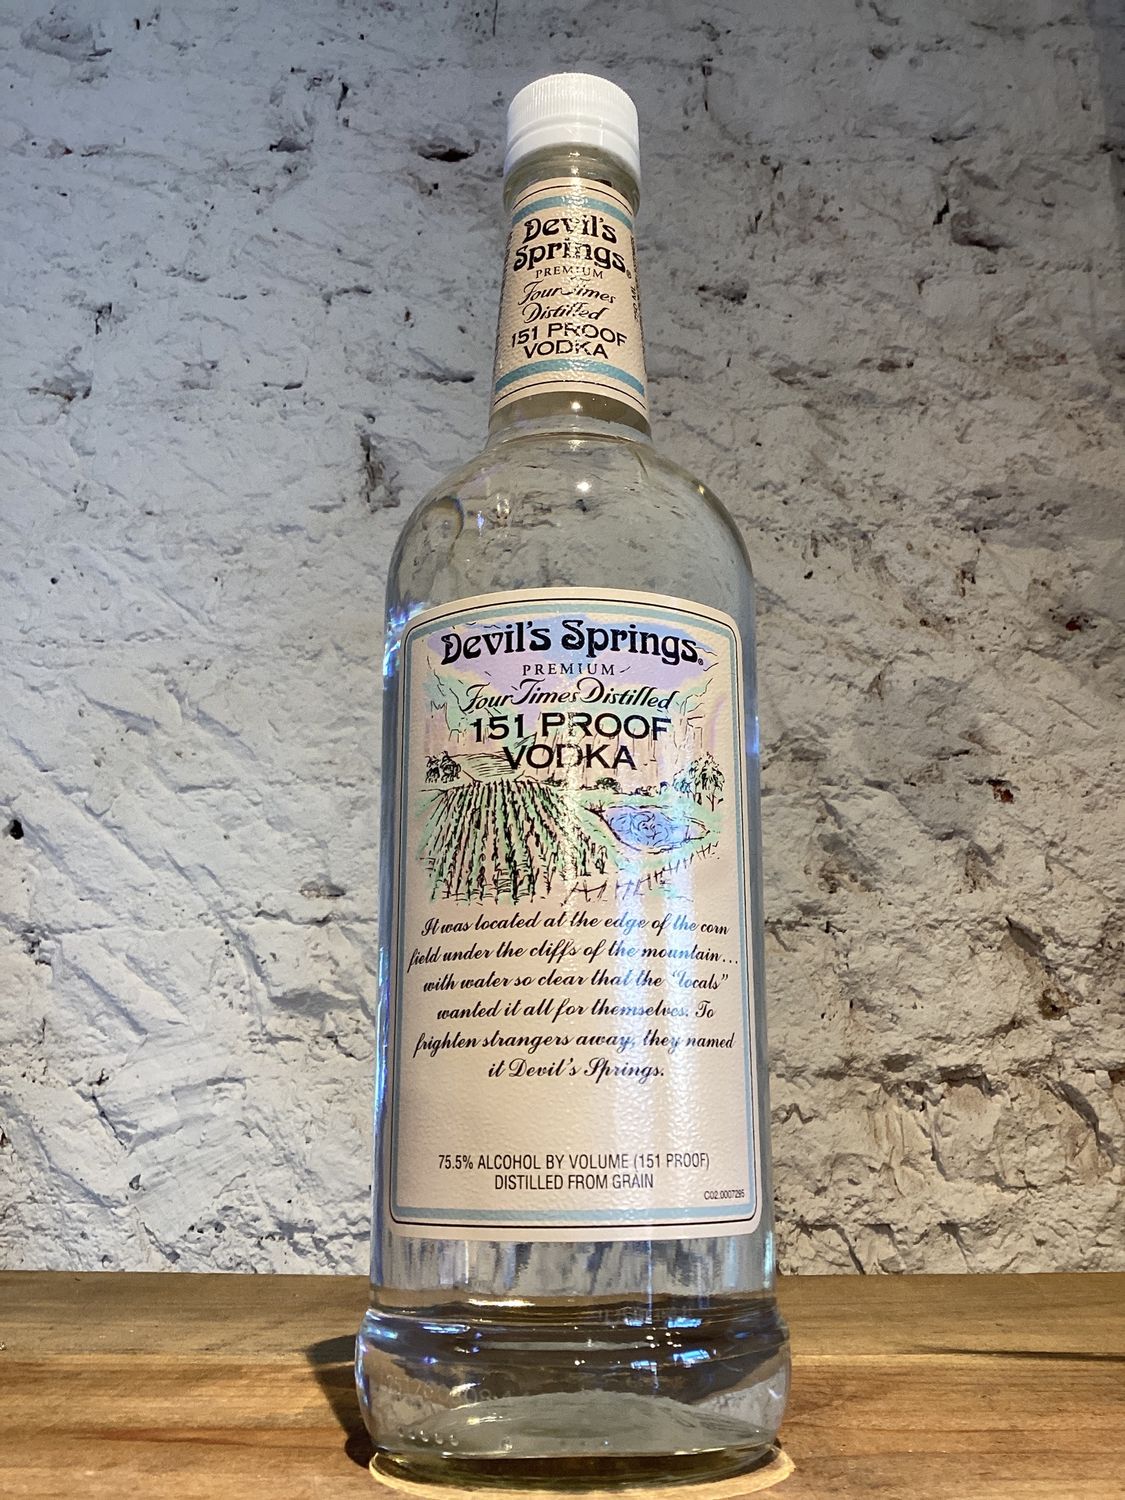 Devil's
Springs®
PREMIUM
Four Times
Distilled
151 PROOF
VODKA
Devil's Springs®
PREMIUM
Four Times Distilled
151 PROOF
VODKA
It was located at the edge of the corn
field under the cliffs of the mountain...
with water so clear that the "locals"
wanted it all for themselves. To
frighten strangers away, they named
it Devil's Springs.
75.5% ALCOHOL BY VOLUME (151 PROOF)
DISTILLED FROM GRAIN
C02.0007295